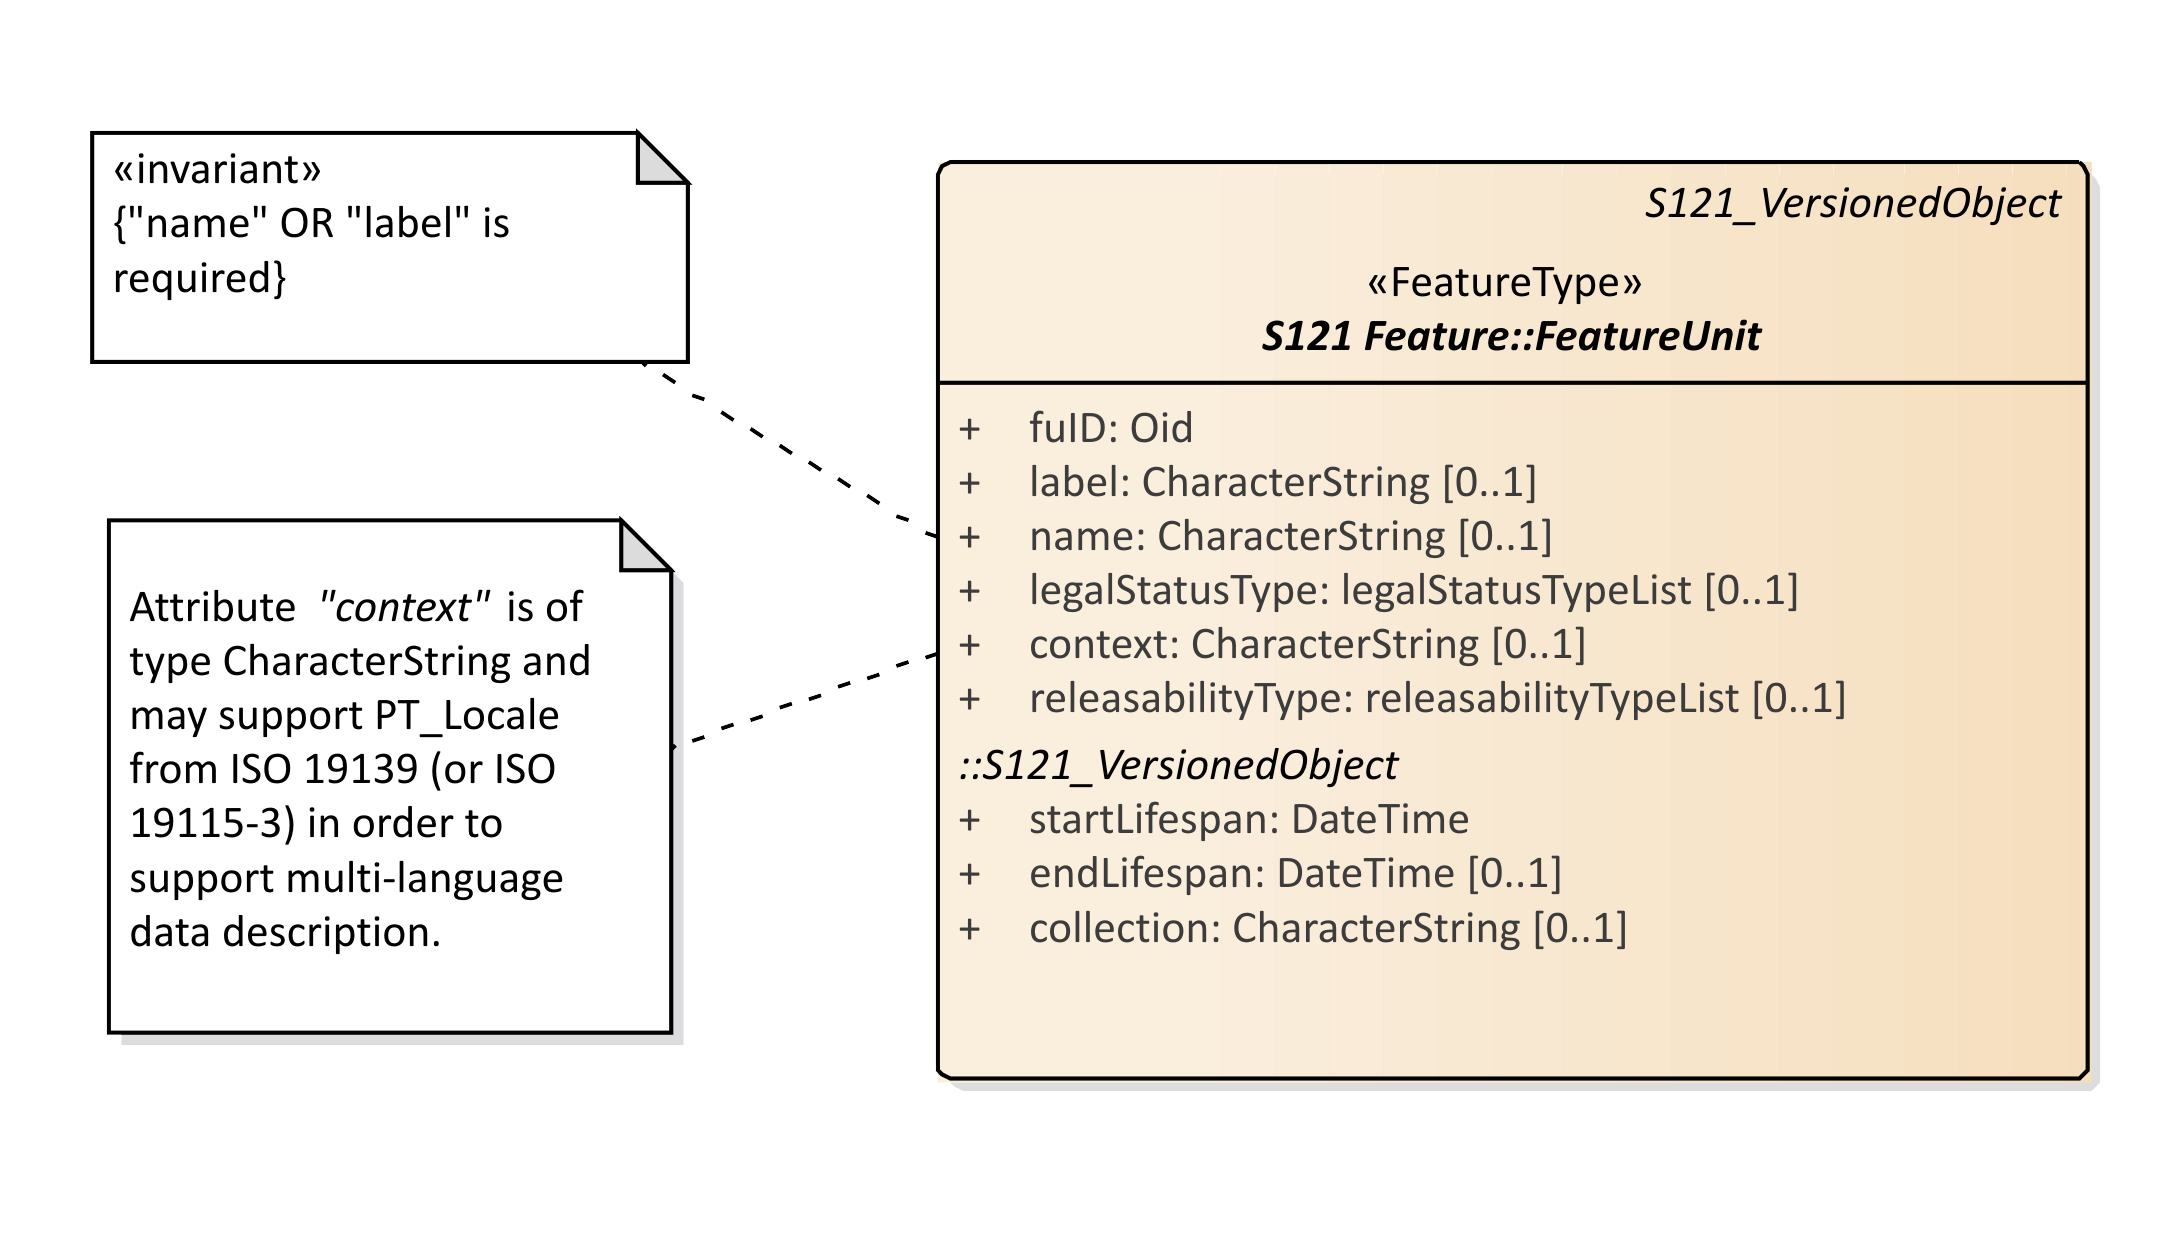 «invariant»
{"name" OR "label" is
required}
Attribute "context" is of
type CharacterString and
may support PT_Locale
from ISO 19139 (or ISO
19115-3) in order to
support multi-language
data description.
S121_VersionedObject
«FeatureType»
S121 Feature::FeatureUnit
+ fuID: Oid
+ label: CharacterString [0..1]
+ name: CharacterString [0..1]
+ legalStatusType: legalStatusTypeList [0..1]
+ context: CharacterString [0..1]
+ releasabilityType: releasabilityTypeList [0..1]
::S121_VersionedObject
+ startLifespan: DateTime
+ endLifespan: DateTime [0..1]
+ collection: CharacterString [0..1]